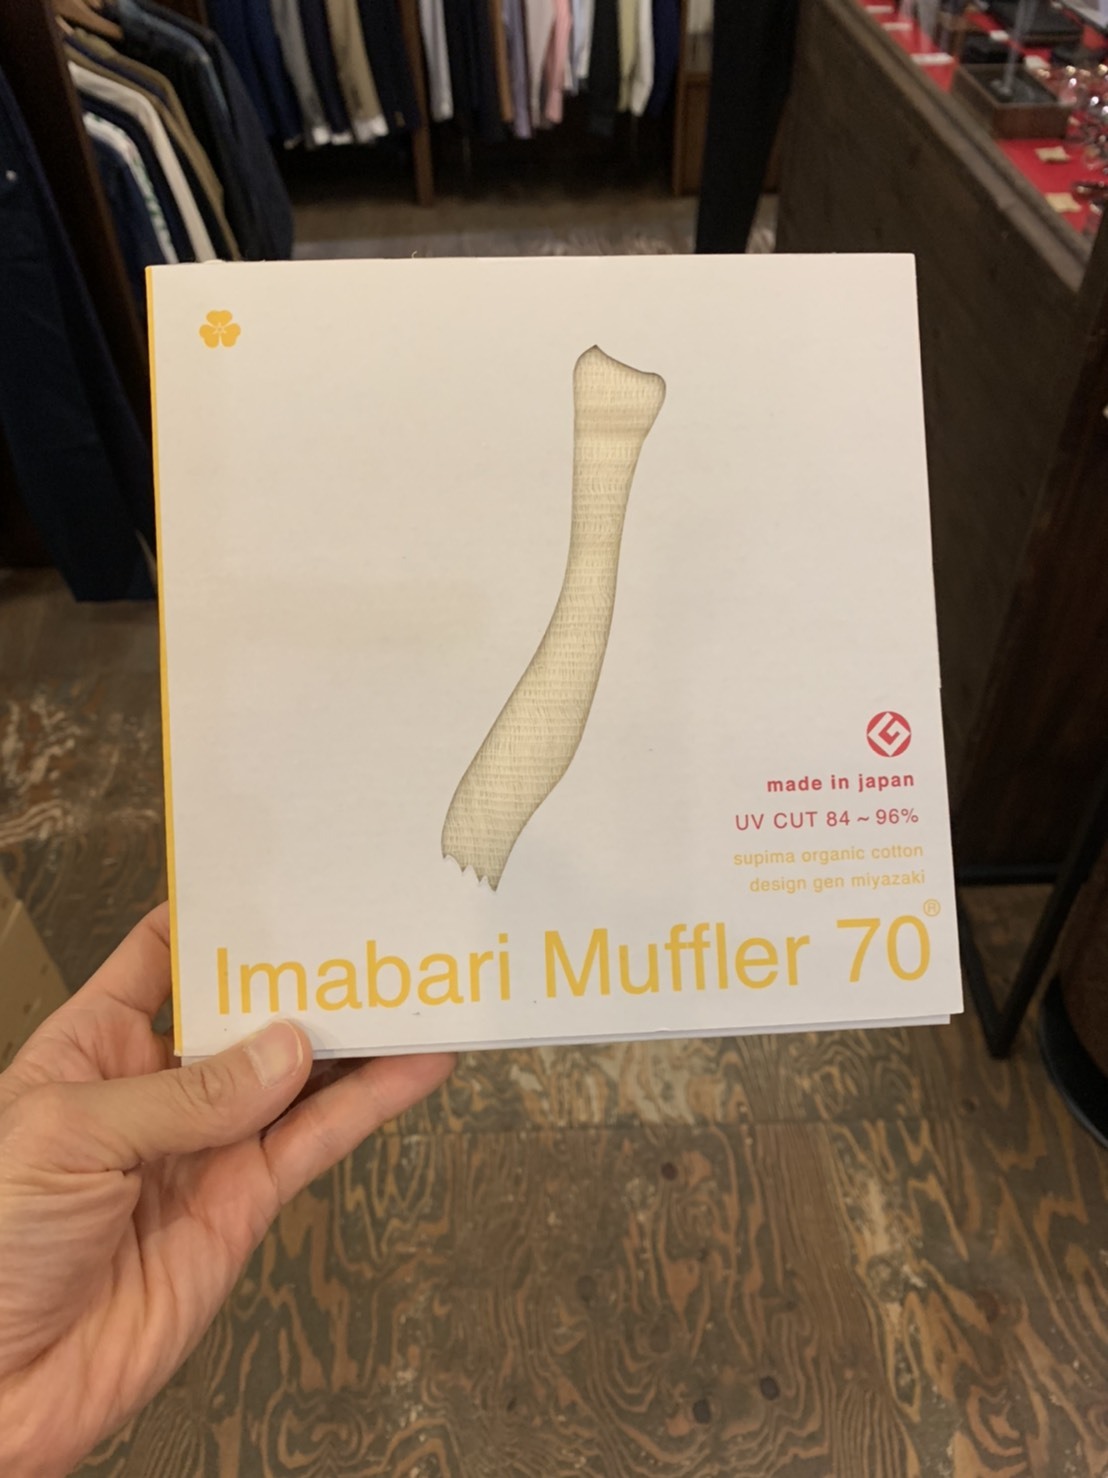 made in japan
UV CUT 84 ~ 96%
supima organic cotton
design gen miyazaki
Imabari Muffler 70®